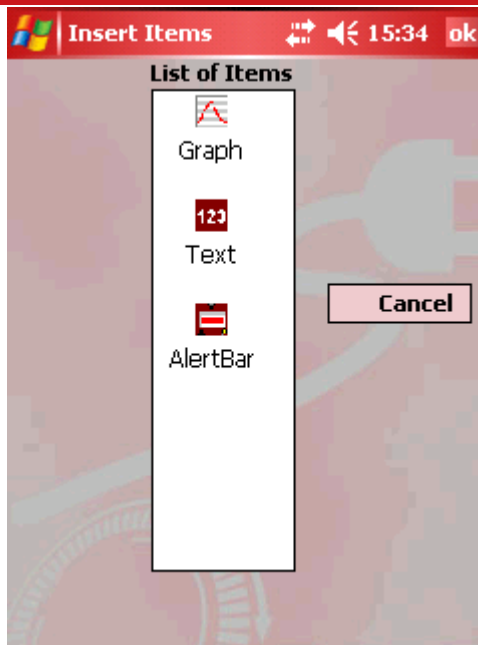 Insert Items 15:34 ok
List of Items
Graph
123
Text
Cancel
AlertBar